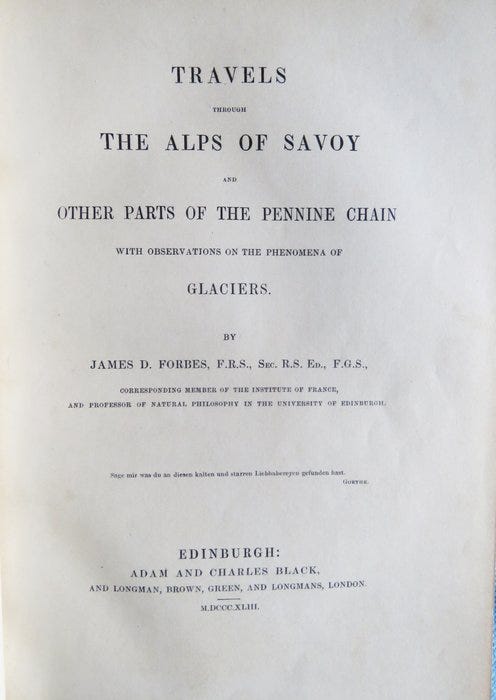 TRAVELS
THROUGH
THE ALPS OF SAVOY
AND
OTHER PARTS OF THE PENNINE CHAIN
WITH OBSERVATIONS ON THE PHENOMENA OF
GLACIERS.
BY
JAMES D. FORBES, F.R.S., SEC. R.S. ED., F.G.S.,
CORRESPONDING MEMBER OF THE INSTITUTE OF FRANCE,
AND PROFESSOR OF NATURAL PHILOSOPHY IN THE UNIVERSITY OF EDINBURGH.
Sage mir was du an diesen kalten und starren Liebhabereyen gefunden hast.
GOETHE.
EDINBURGH:
ADAM AND CHARLES BLACK,
AND LONGMAN, BROWN, GREEN, AND LONGMANS, LONDON.
M.DCCC.XLIII.